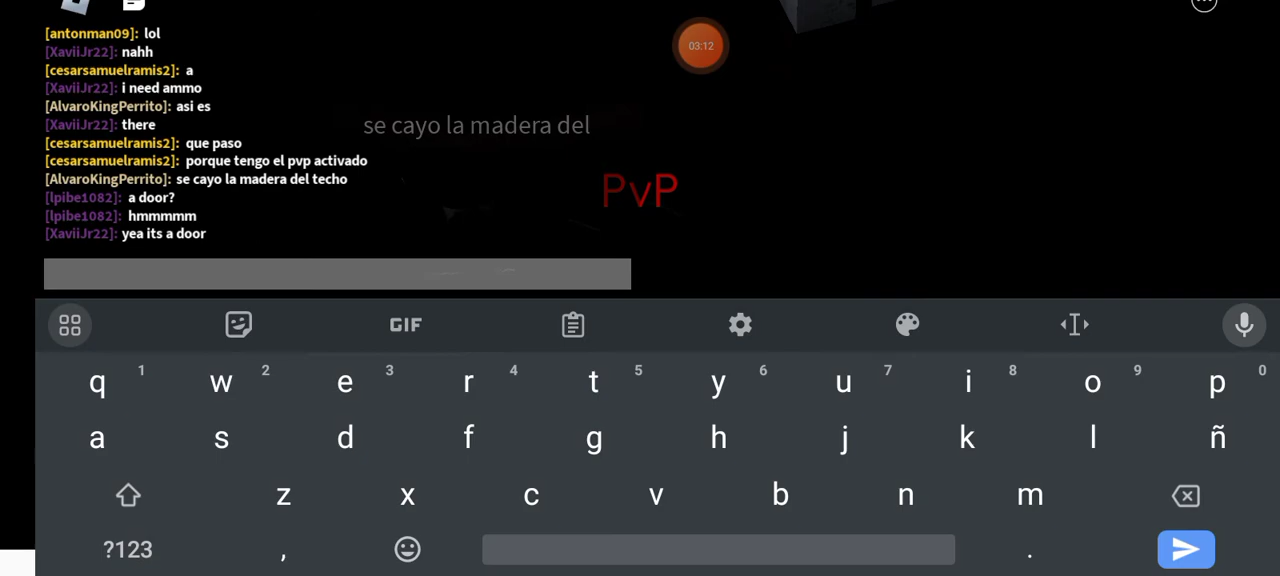 [antonman09]: lol
[XaviiJr22]: nahh
03:12
[cesarsamuelramis2]: a
[XaviiJr22]: i need ammo
[AlvaroKingPerrito]: asi es
[XaviiJr22]: there
se cayo la madera del
[cesarsamuelramis2]: que paso
[cesarsamuelramis2]: porque tengo el pvp activado
[AlvaroKingPerrito]: se cayo la madera del techo
PvP
[lpibe1082]: a door?
[lpibe1082]: hmmmmm
[XaviiJr22]: yea its a door
GIF
q 1 w 2 e 3 r 4 t 5 y 6 u 7 i 8 o 9 p 0
a s d f g h j k l ñ
z x c v b n m
?123 , .